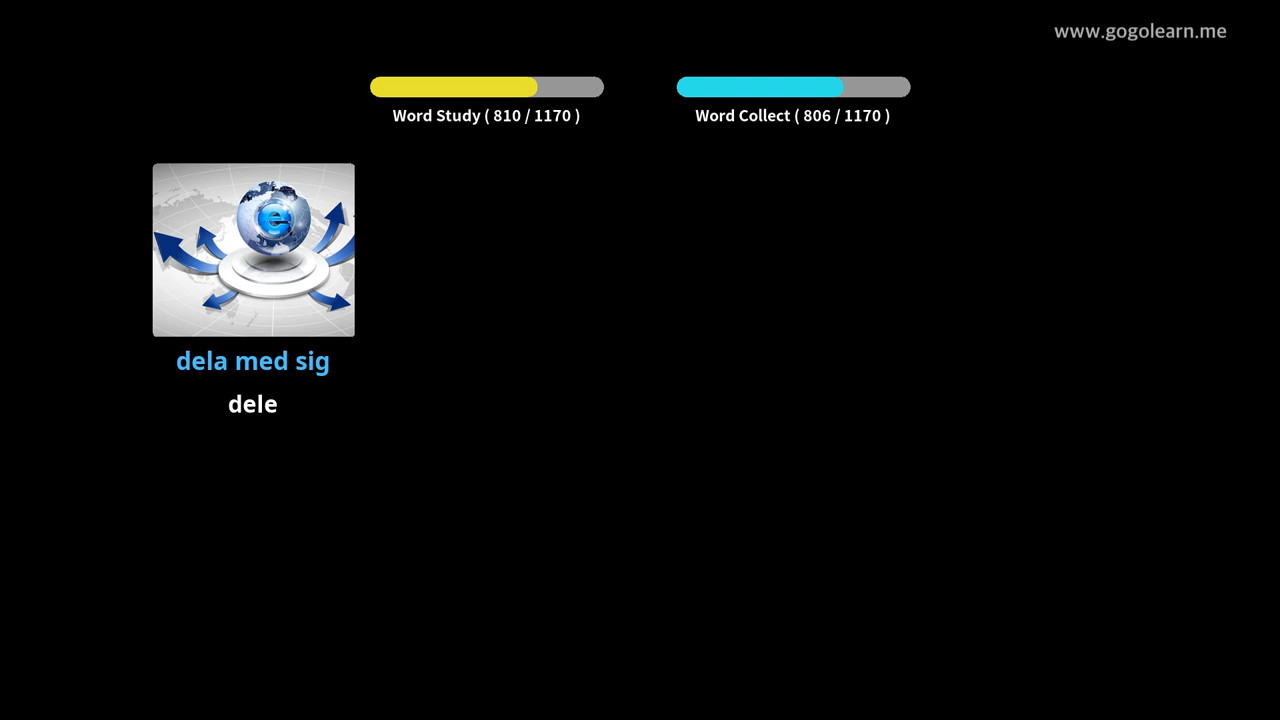 www.gogolearn.me
Word Study ( 810 / 1170 )
Word Collect ( 806 / 1170 )
e
dela med sig
dele